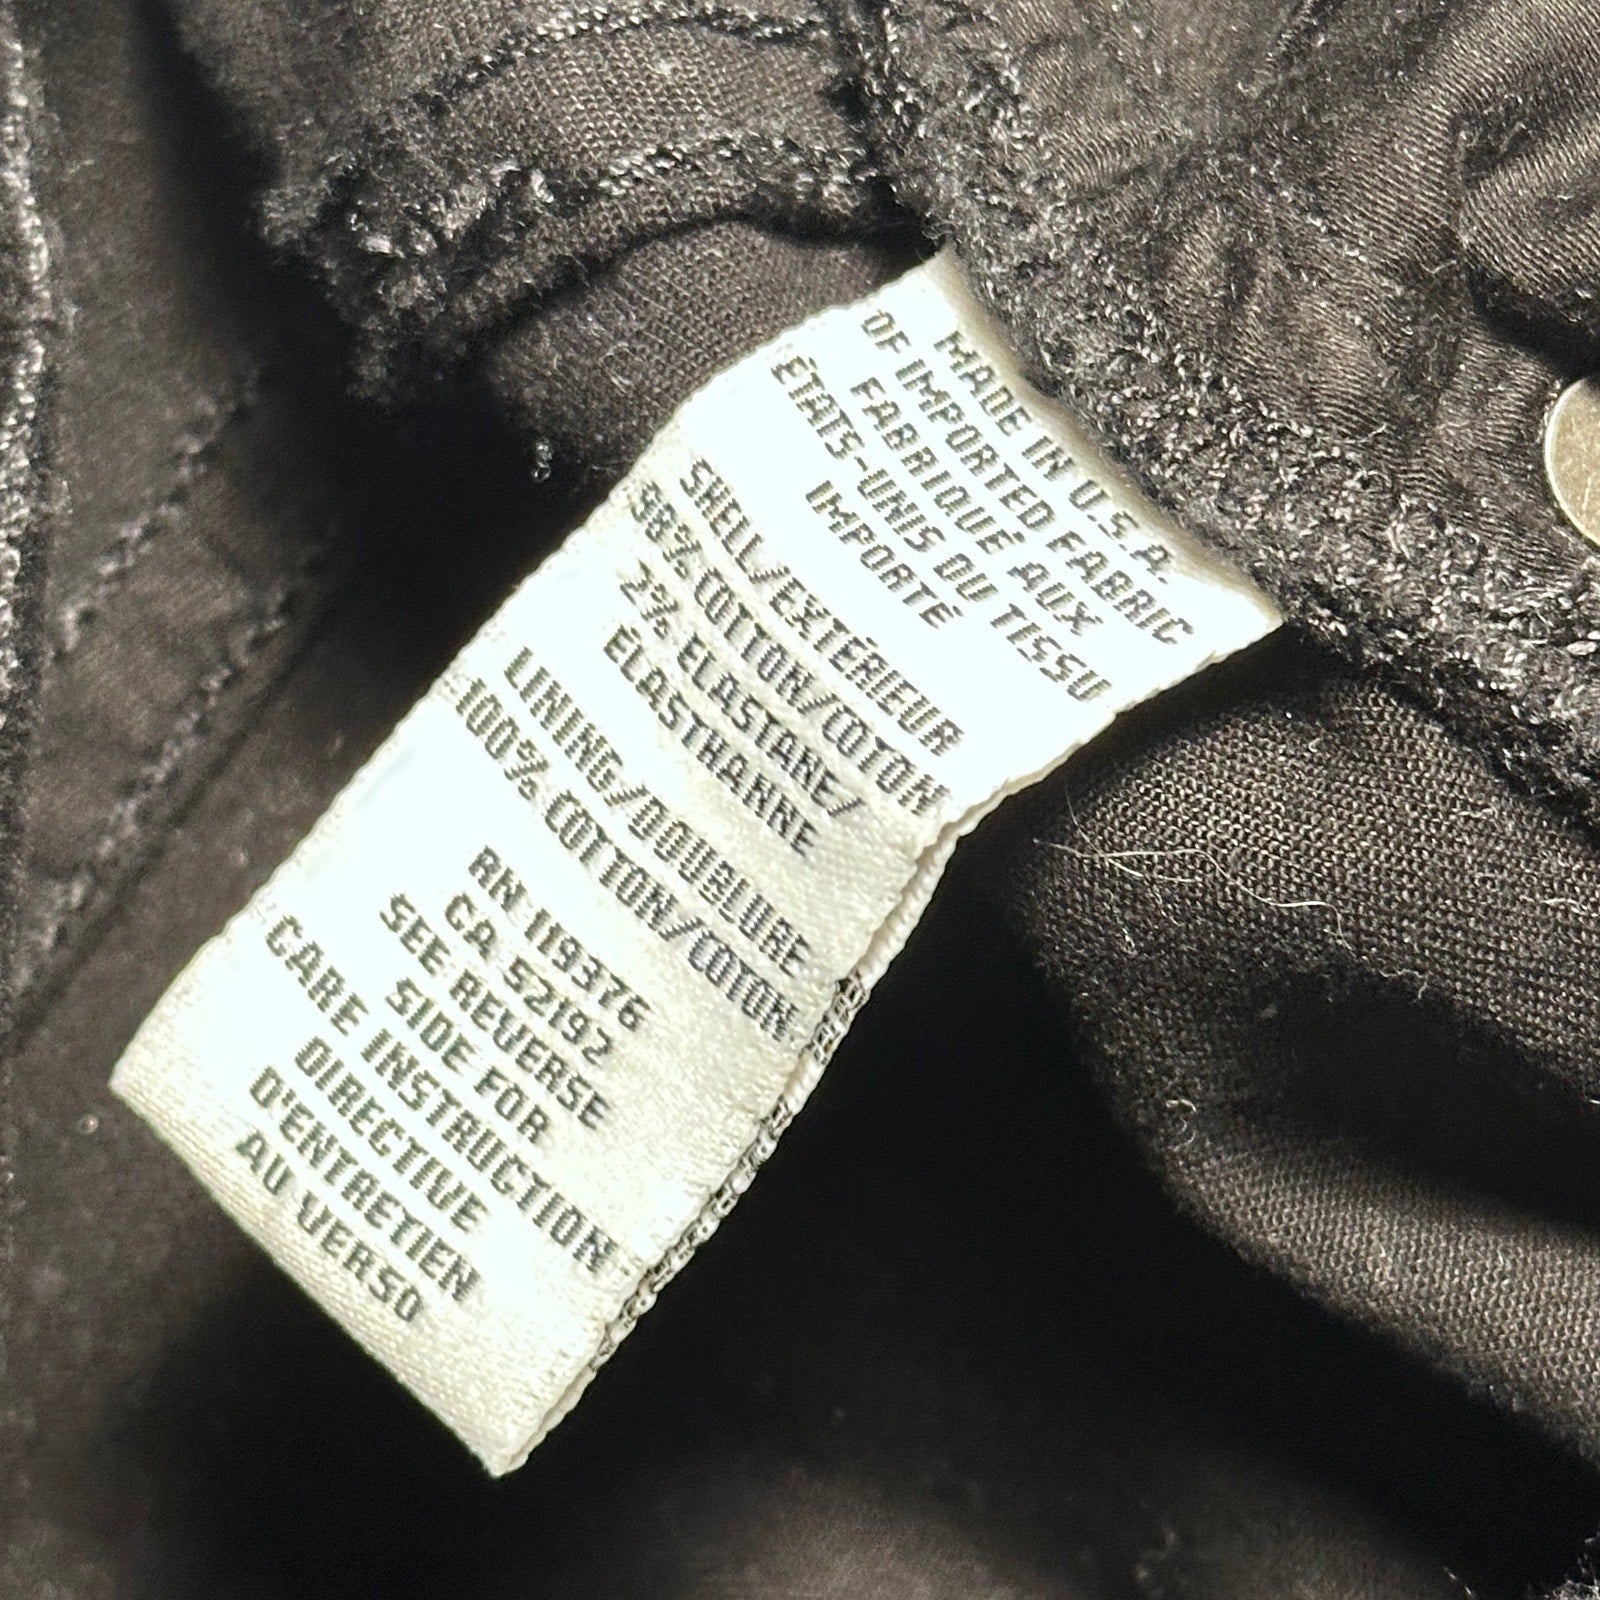 MADE IN U.S.A.
OF IMPORTED FABRIC
FABRIQUÉ AUX
ÉTATS-UNIS DU TISSU
IMPORTÉ
SHELL/EXTÉRIEUR
98% COTTON/COTON
2% ELASTANE/
ÉLASTHANNE
LINING/DOUBLURE
100% COTTON/COTON
RN 119376
CA 52192
SEE REVERSE
SIDE FOR
CARE INSTRUCTION
DIRECTIVE
D'ENTRETIEN
AU VERSO